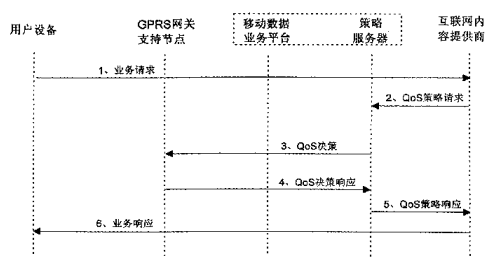 用户设备
GPRS网关
支持节点
移动数据
业务平台
策略
服务器
互联网内
容提供商
1、业务请求
2、QoS策略请求
3、QoS决策
4、QoS决策响应
5、QoS策略响应
6、业务响应